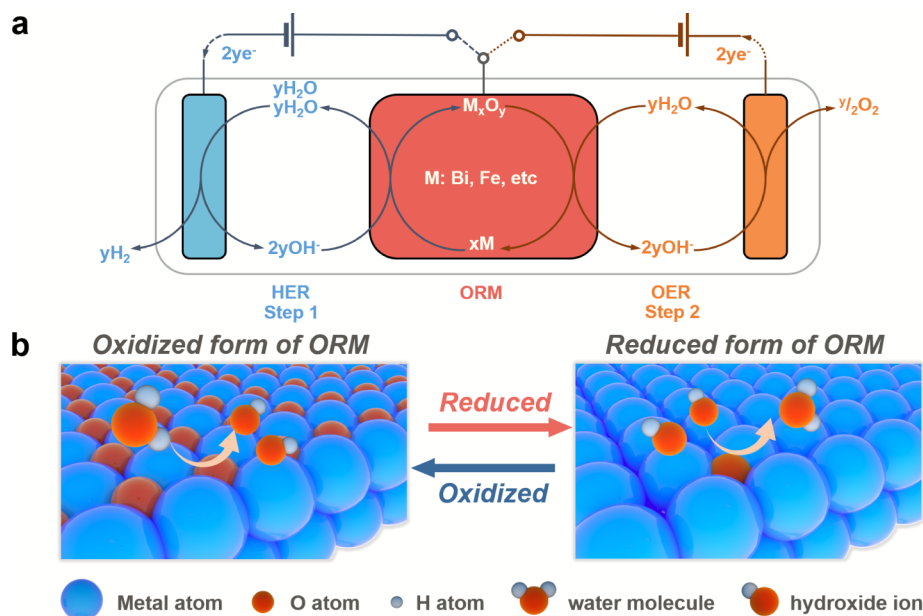 a
2ye⁻
2ye⁻
yH₂O
yH₂O
MₓOᵧ
yH₂O
ʸ/₂O₂
M: Bi, Fe, etc
yH₂
2yOH⁻
xM
2yOH⁻
HER
Step 1
ORM
OER
Step 2
b
Oxidized form of ORM
Reduced form of ORM
Reduced
Oxidized
Metal atom
O atom
H atom
water molecule
hydroxide ion